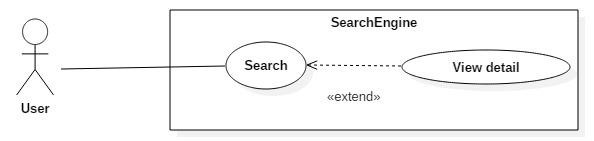 SearchEngine
Search
View detail
«extend»
User